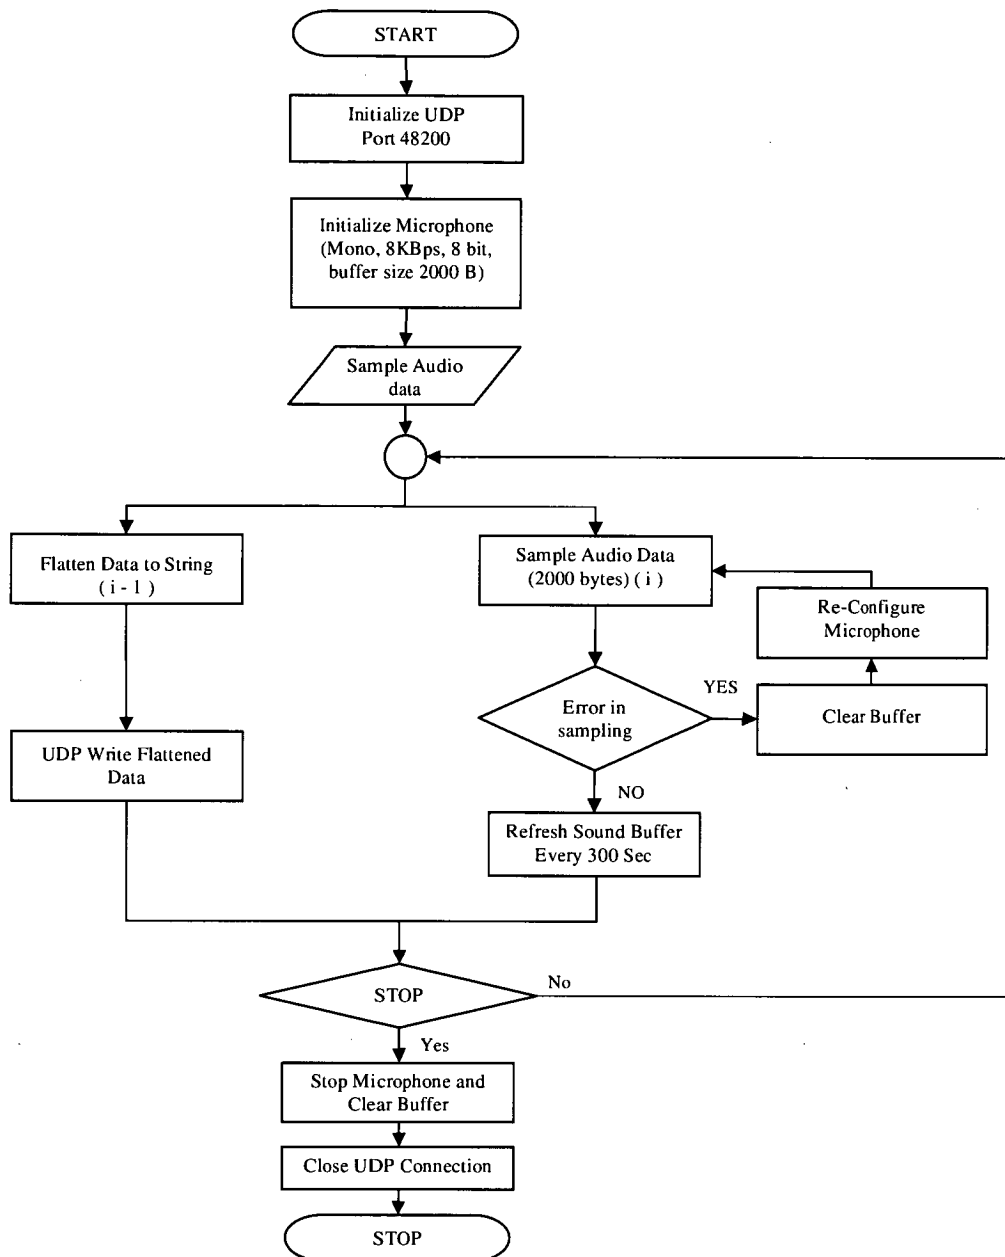 START
Initialize UDP
Port 48200
Initialize Microphone
(Mono, 8KBps, 8 bit,
buffer size 2000 B)
Sample Audio
data
Flatten Data to String
( i - 1 )
Sample Audio Data
(2000 bytes) ( i )
Re-Configure
Microphone
Error in
sampling
YES
Clear Buffer
UDP Write Flattened
Data
NO
Refresh Sound Buffer
Every 300 Sec
STOP
No
Yes
Stop Microphone and
Clear Buffer
Close UDP Connection
STOP